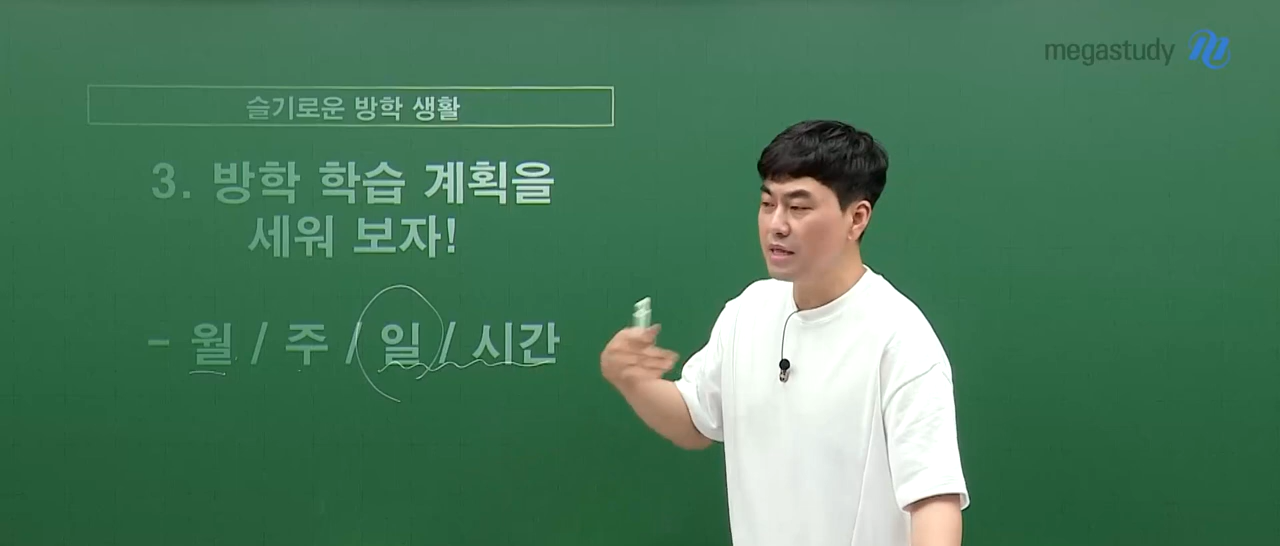 megastudy
슬기로운 방학 생활
3. 방학 학습 계획을
세워 보자!
- 월 / 주 / 일 / 시간